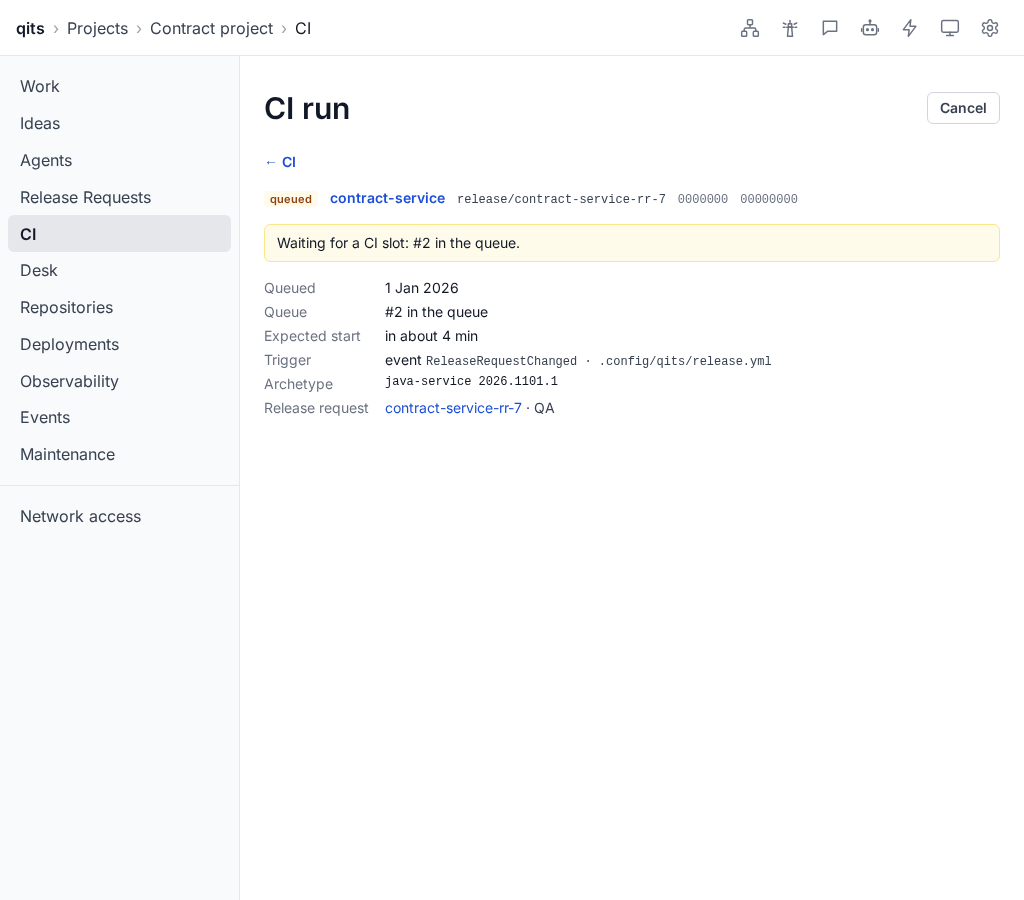 qits › Projects › Contract project › CI
Work
Ideas
Agents
Release Requests
CI
Desk
Repositories
Deployments
Observability
Events
Maintenance
Network access
CI run
Cancel
← CI
queued contract-service release/contract-service-rr-7 0000000 00000000
Waiting for a CI slot: #2 in the queue.
Queued 1 Jan 2026
Queue #2 in the queue
Expected start in about 4 min
Trigger event ReleaseRequestChanged · .config/qits/release.yml
Archetype java-service 2026.1101.1
Release request contract-service-rr-7 · QA